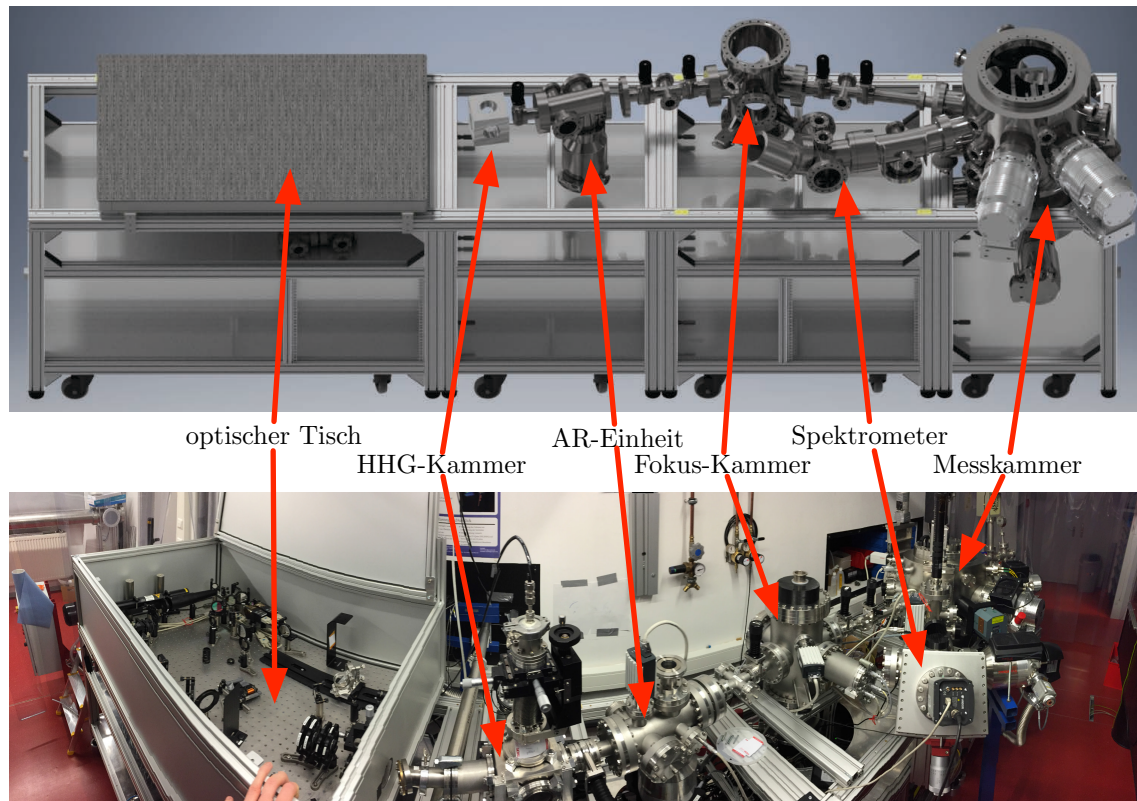 optischer Tisch
AR-Einheit
Spektrometer
HHG-Kammer
Fokus-Kammer
Messkammer